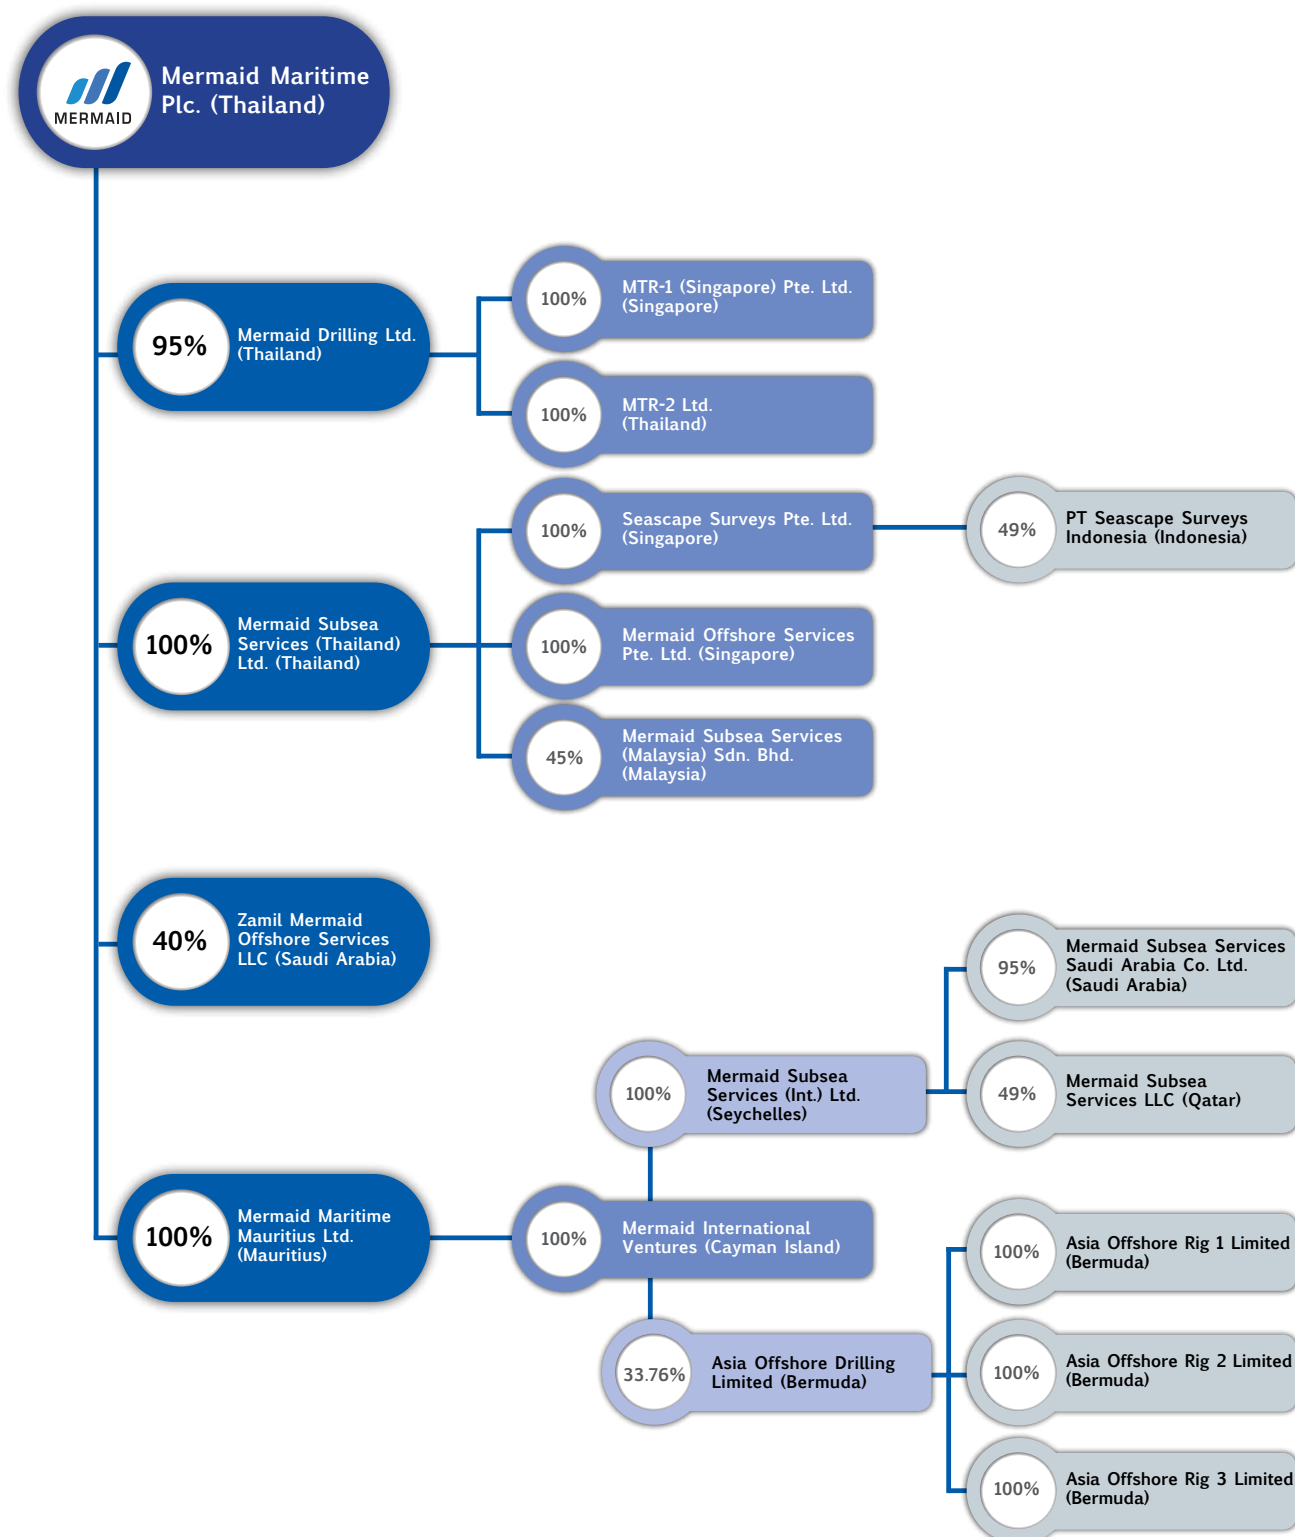 MERMAID
Mermaid Maritime
Plc. (Thailand)
95%
Mermaid Drilling Ltd.
(Thailand)
100%
MTR-1 (Singapore) Pte. Ltd.
(Singapore)
100%
MTR-2 Ltd.
(Thailand)
100%
Mermaid Subsea
Services (Thailand)
Ltd. (Thailand)
100%
Seascape Surveys Pte. Ltd.
(Singapore)
49%
PT Seascape Surveys
Indonesia (Indonesia)
100%
Mermaid Offshore Services
Pte. Ltd. (Singapore)
45%
Mermaid Subsea Services
(Malaysia) Sdn. Bhd.
(Malaysia)
40%
Zamil Mermaid
Offshore Services
LLC (Saudi Arabia)
100%
Mermaid Maritime
Mauritius Ltd.
(Mauritius)
100%
Mermaid International
Ventures (Cayman Island)
100%
Mermaid Subsea
Services (Int.) Ltd.
(Seychelles)
95%
Mermaid Subsea Services
Saudi Arabia Co. Ltd.
(Saudi Arabia)
49%
Mermaid Subsea
Services LLC (Qatar)
33.76%
Asia Offshore Drilling
Limited (Bermuda)
100%
Asia Offshore Rig 1 Limited
(Bermuda)
100%
Asia Offshore Rig 2 Limited
(Bermuda)
100%
Asia Offshore Rig 3 Limited
(Bermuda)